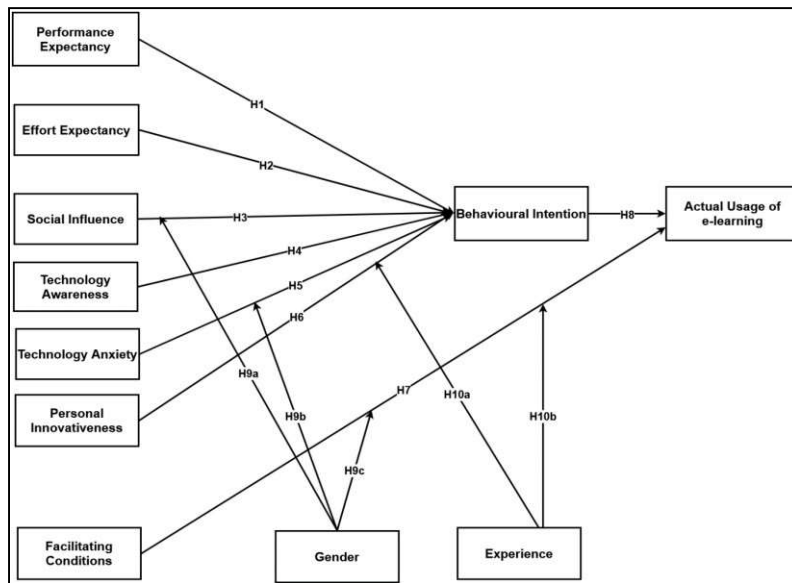 Performance
Expectancy
H1
Effort Expectancy
H2
Social Influence
H3
Behavioural Intention
H8
Actual Usage of
e-learning
Technology
Awareness
H4
H5
Technology Anxiety
H6
H9a
Personal
Innovativeness
H9b
H7
H10a
H10b
H9c
Facilitating
Conditions
Gender
Experience